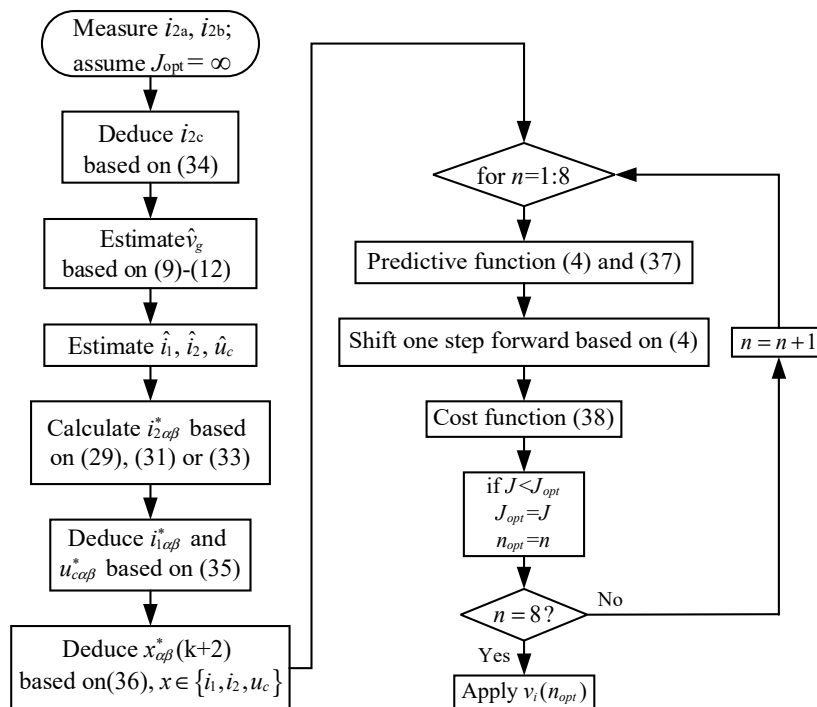 Measure i2a, i2b;
assume Jopt = ∞
Deduce i2c
based on (34)
Estimate v̂g
based on (9)-(12)
Estimate î1, î2, ûc
Calculate i*2αβ based
on (29), (31) or (33)
Deduce i*1αβ and
u*cαβ based on (35)
Deduce x*αβ(k+2)
based on(36), x ∈ {i1, i2, uc}
for n=1:8
Predictive function (4) and (37)
Shift one step forward based on (4)
n = n+1
Cost function (38)
if J<Jopt
Jopt=J
nopt=n
n = 8?
No
Yes
Apply vi(nopt)